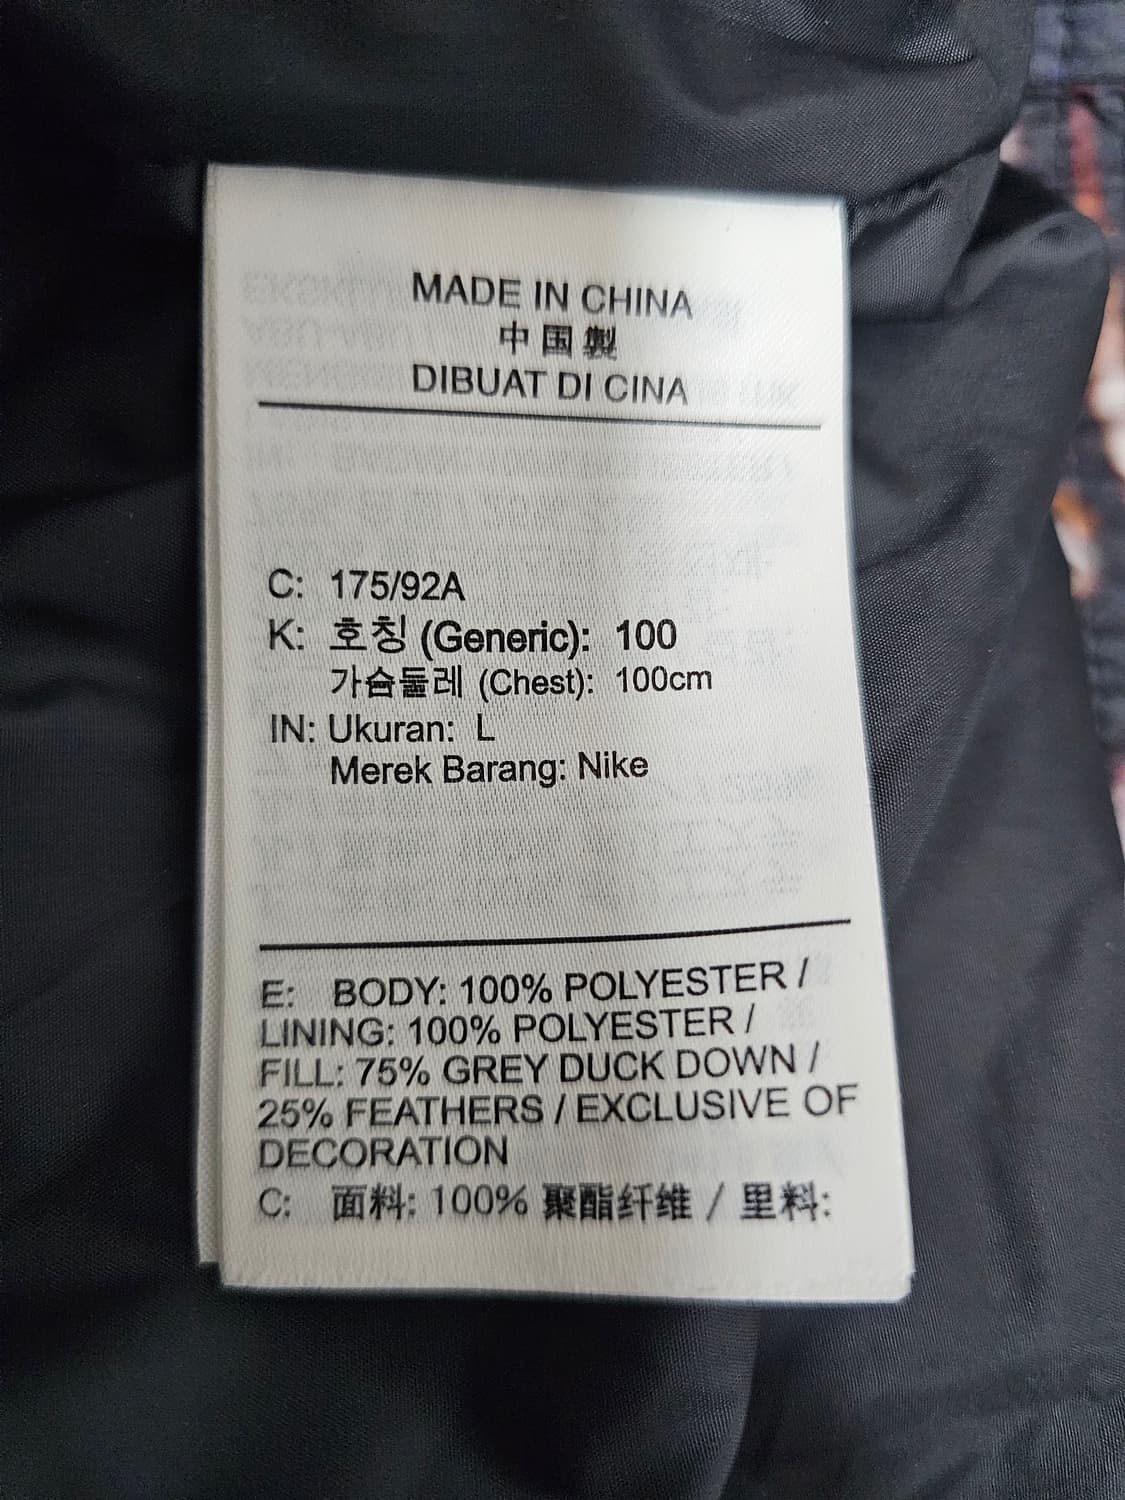 MADE IN CHINA
中国製
DIBUAT DI CINA
C: 175/92A
K: 호칭 (Generic): 100
가슴둘레 (Chest): 100cm
IN: Ukuran: L
Merek Barang: Nike
E: BODY: 100% POLYESTER /
LINING: 100% POLYESTER /
FILL: 75% GREY DUCK DOWN /
25% FEATHERS / EXCLUSIVE OF
DECORATION
C: 面料: 100% 聚酯纤维 / 里料: